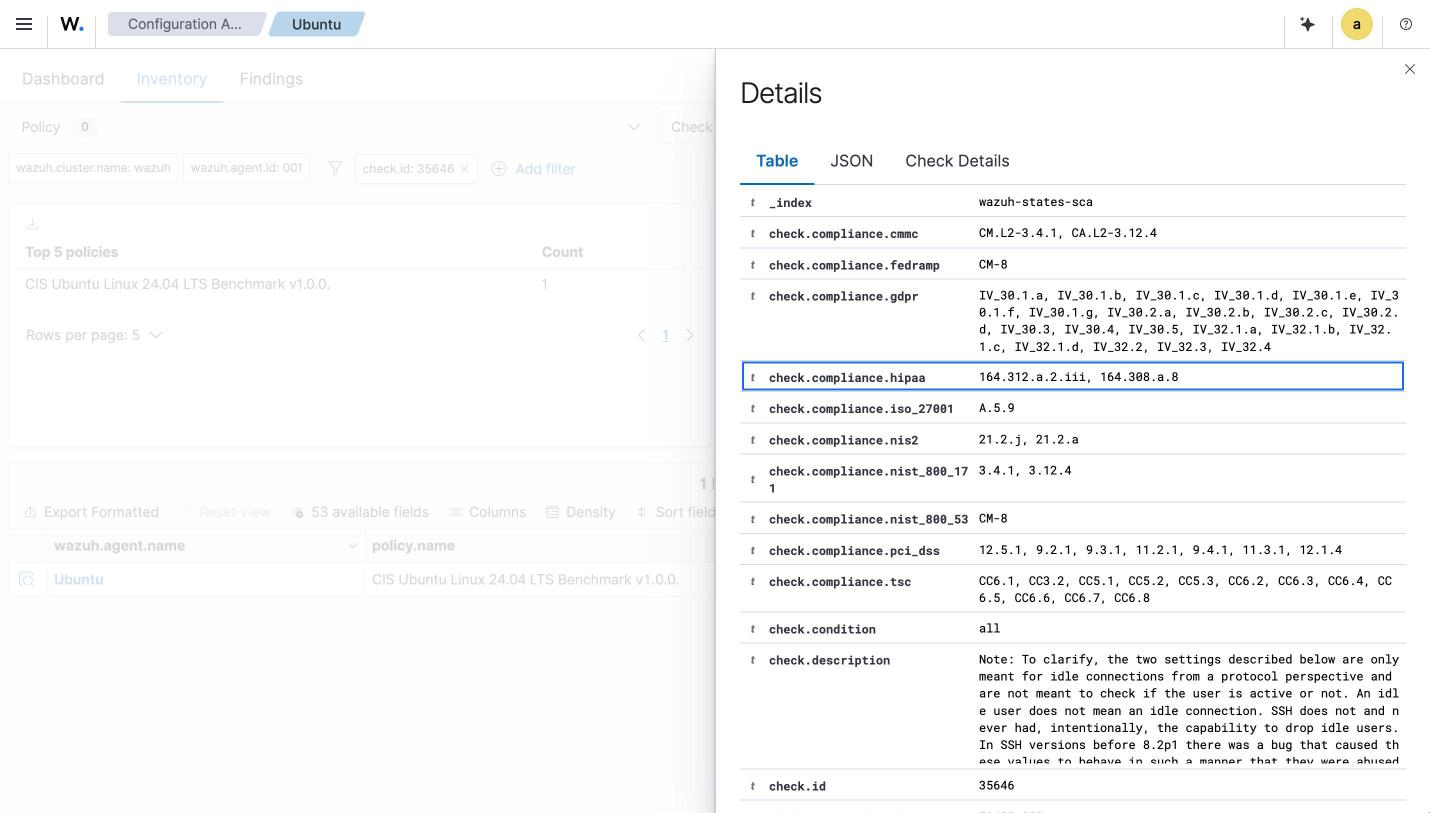 W.
Configuration A...
Ubuntu
a
Dashboard
Inventory
Findings
Policy 0
Check
wazuh.cluster.name: wazuh
wazuh.agent.id: 001
check.id: 35646
Add filter
Top 5 policies
Count
CIS Ubuntu Linux 24.04 LTS Benchmark v1.0.0.
1
Rows per page: 5
1
1
Export Formatted
Reset view
53 available fields
Columns
Density
Sort field
wazuh.agent.name
policy.name
Ubuntu
CIS Ubuntu Linux 24.04 LTS Benchmark v1.0.0.
Details
Table
JSON
Check Details
t _index wazuh-states-sca
t check.compliance.cmmc CM.L2-3.4.1, CA.L2-3.12.4
t check.compliance.fedramp CM-8
t check.compliance.gdpr IV_30.1.a, IV_30.1.b, IV_30.1.c, IV_30.1.d, IV_30.1.e, IV_3
0.1.f, IV_30.1.g, IV_30.2.a, IV_30.2.b, IV_30.2.c, IV_30.2.
d, IV_30.3, IV_30.4, IV_30.5, IV_32.1.a, IV_32.1.b, IV_32.
1.c, IV_32.1.d, IV_32.2, IV_32.3, IV_32.4
t check.compliance.hipaa 164.312.a.2.iii, 164.308.a.8
t check.compliance.iso_27001 A.5.9
t check.compliance.nis2 21.2.j, 21.2.a
t check.compliance.nist_800_17 3.4.1, 3.12.4
1
t check.compliance.nist_800_53 CM-8
t check.compliance.pci_dss 12.5.1, 9.2.1, 9.3.1, 11.2.1, 9.4.1, 11.3.1, 12.1.4
t check.compliance.tsc CC6.1, CC3.2, CC5.1, CC5.2, CC5.3, CC6.2, CC6.3, CC6.4, CC
6.5, CC6.6, CC6.7, CC6.8
t check.condition all
t check.description Note: To clarify, the two settings described below are only
meant for idle connections from a protocol perspective and
are not meant to check if the user is active or not. An idl
e user does not mean an idle connection. SSH does not and n
ever had, intentionally, the capability to drop idle users.
In SSH versions before 8.2p1 there was a bug that caused th
ese values to behave in such a manner that they were abused
t check.id 35646